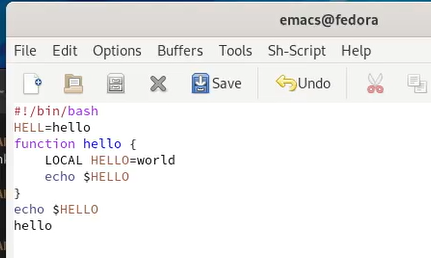 emacs@fedora
File Edit Options Buffers Tools Sh-Script Help
Save Undo
#!/bin/bash
HELL=hello
function hello {
    LOCAL HELLO=world
    echo $HELLO
}
echo $HELLO
hello